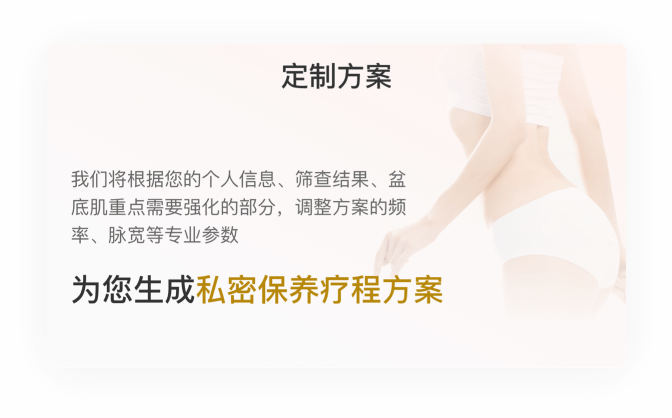 定制方案
我们将根据您的个人信息、筛查结果、盆
底肌重点需要强化的部分，调整方案的频
率、脉宽等专业参数
为您生成私密保养疗程方案